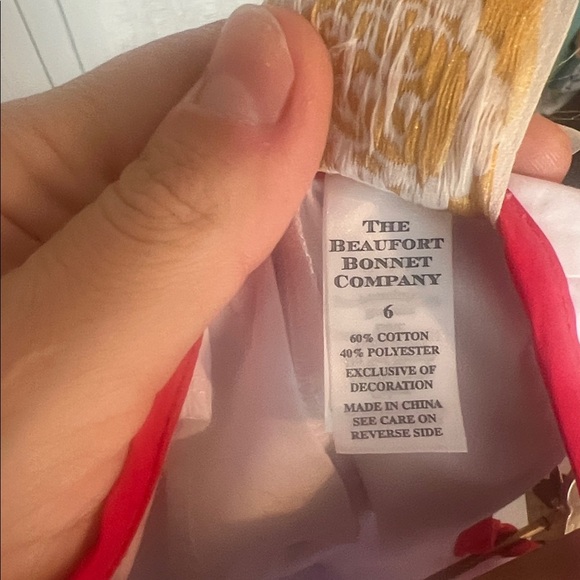 THE
BEAUFORT
BONNET
COMPANY
6
60% COTTON
40% POLYESTER
EXCLUSIVE OF
DECORATION
MADE IN CHINA
SEE CARE ON
REVERSE SIDE